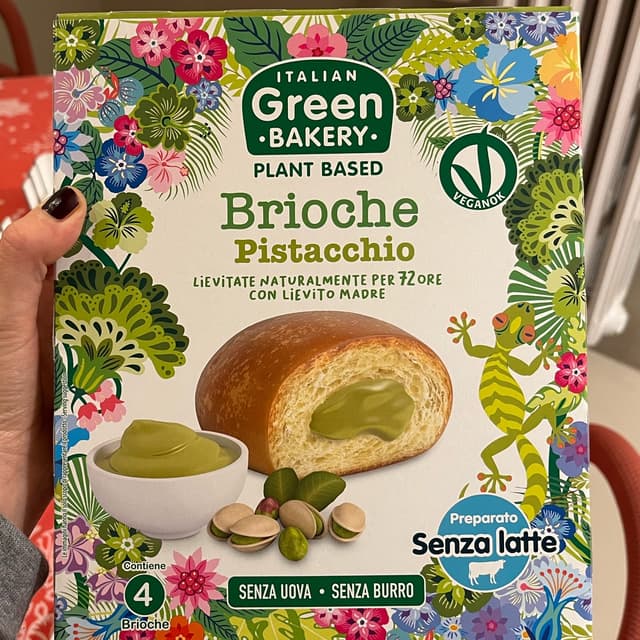 ITALIAN
Green
• BAKERY •
PLANT BASED
VEGANOK
Brioche
Pistacchio
LIEVITATE NATURALMENTE PER 72 ORE
CON LIEVITO MADRE
Preparato
Senza latte
Contiene
4
Brioche
SENZA UOVA • SENZA BURRO